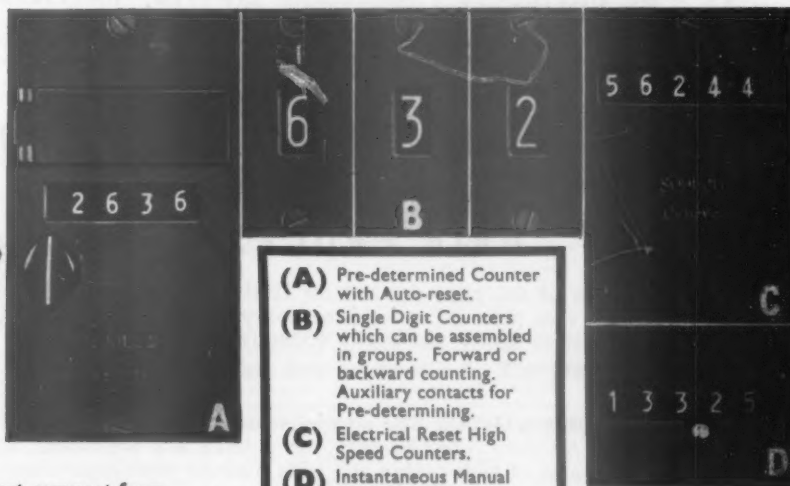 2 6 3 6
A
6
3
2
B
5 6 2 4 4
C
1 3 3 2 5
D
(A) Pre-determined Counter
with Auto-reset.
(B) Single Digit Counters
which can be assembled
in groups. Forward or
backward counting.
Auxiliary contacts for
Pre-determining.
(C) Electrical Reset High
Speed Counters.
(D) Instantaneous Manual